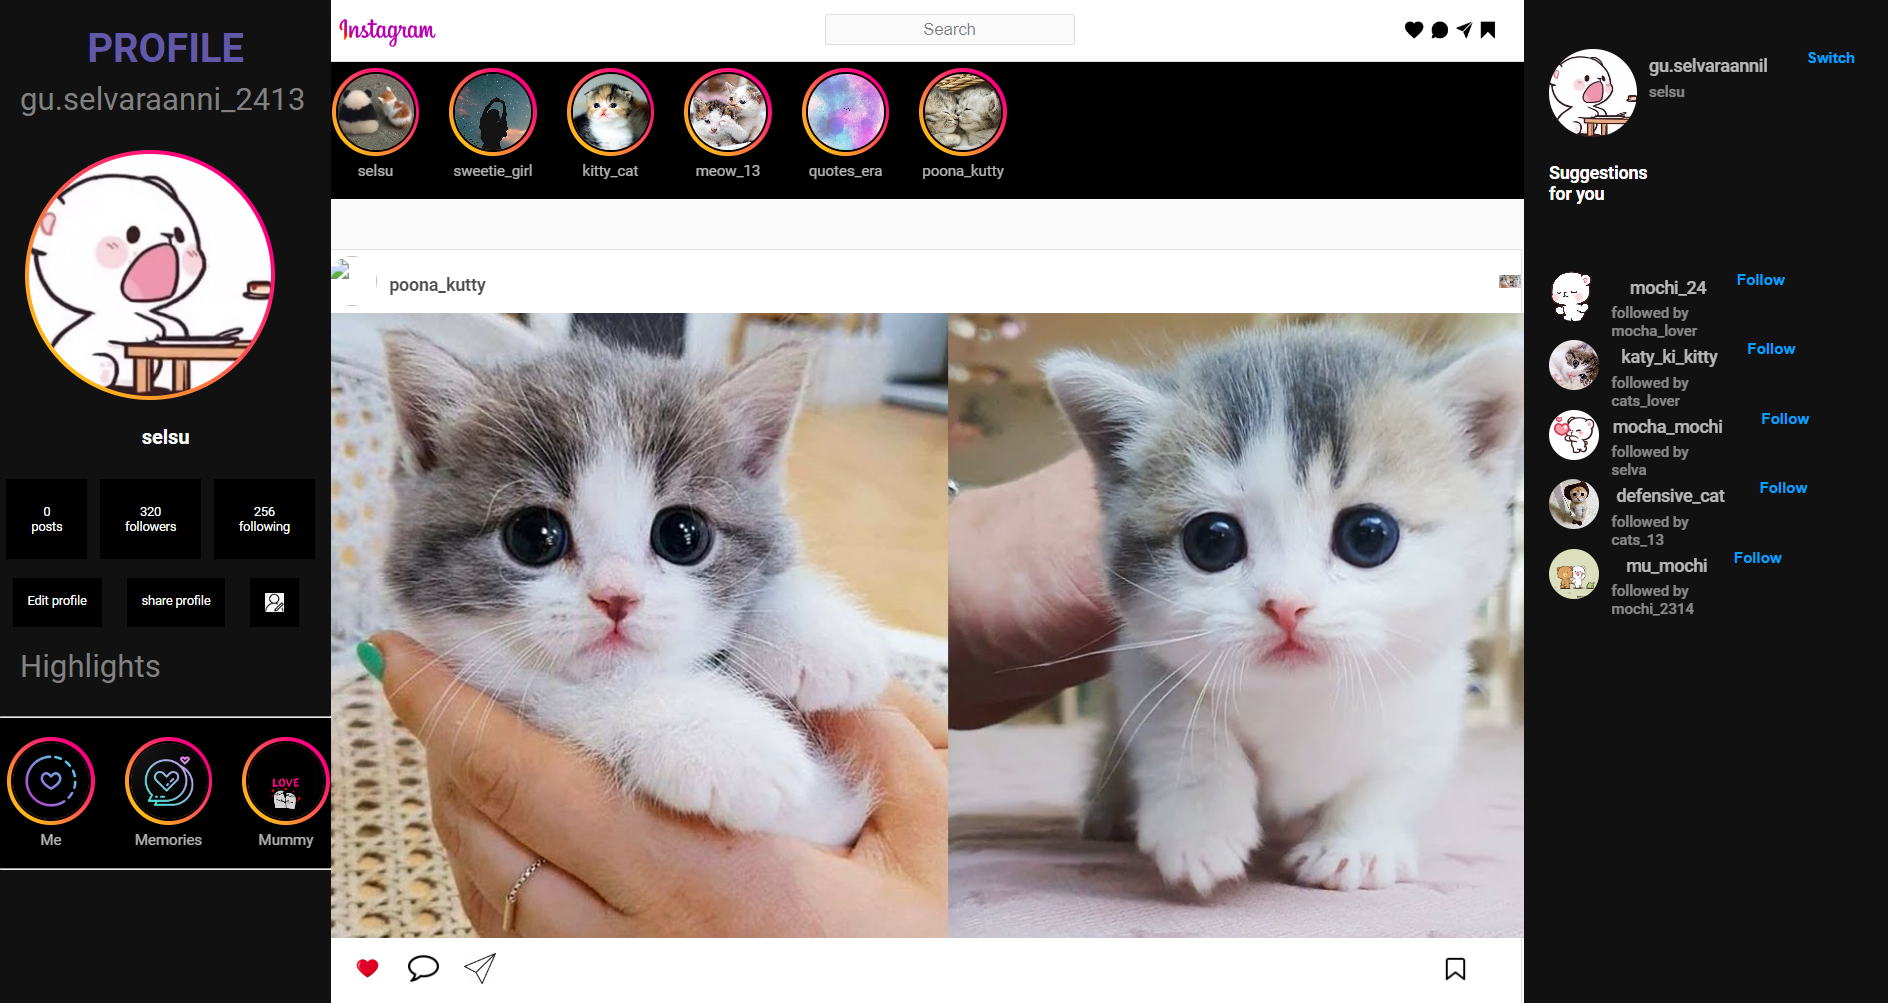 PROFILE
gu.selvaraanni_2413
selsu
0
posts
320
followers
256
following
Edit profile
share profile
Highlights
Me
Memories
LOVE
Mummy
Instagram
Search
selsu
sweetie_girl
kitty_cat
meow_13
quotes_era
poona_kutty
poona_kutty
gu.selvaraannil
selsu
Switch
Suggestions
for you
mochi_24
Follow
followed by
mocha_lover
katy_ki_kitty
Follow
followed by
cats_lover
mocha_mochi
Follow
followed by
selva
defensive_cat
Follow
followed by
cats_13
mu_mochi
Follow
followed by
mochi_2314